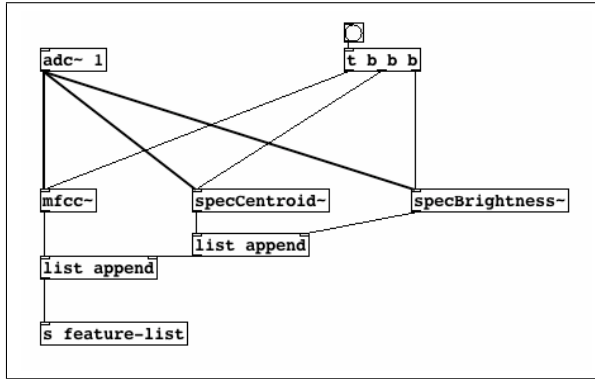 adc~ 1
t b b b
mfcc~
specCentroid~
specBrightness~
list append
list append
s feature-list